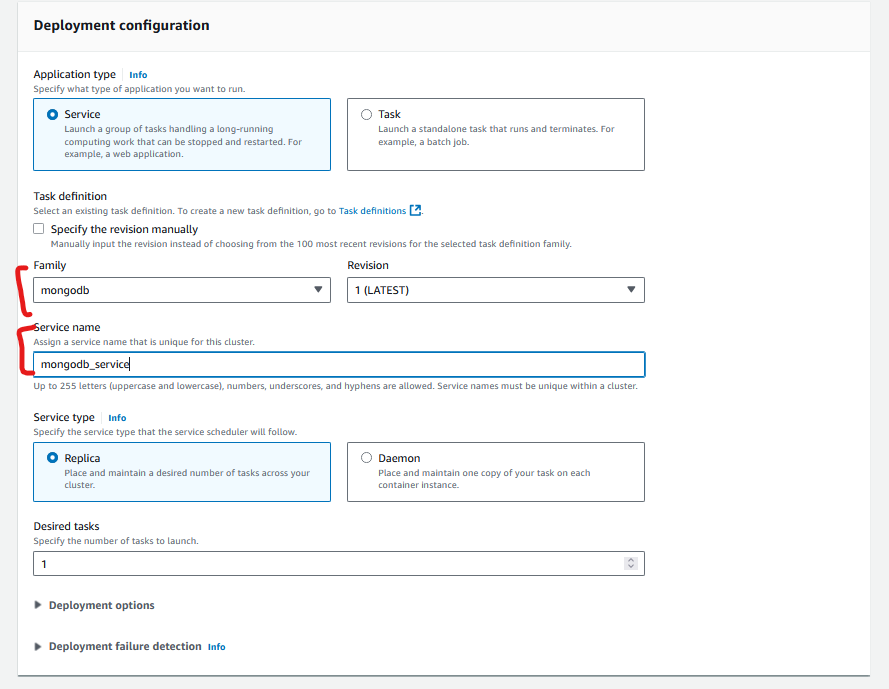 Deployment configuration
Application type Info
Specify what type of application you want to run.
Service
Launch a group of tasks handling a long-running
computing work that can be stopped and restarted. For
example, a web application.
Task
Launch a standalone task that runs and terminates. For
example, a batch job.
Task definition
Select an existing task definition. To create a new task definition, go to Task definitions.
Specify the revision manually
Manually input the revision instead of choosing from the 100 most recent revisions for the selected task definition family.
Family
mongodb
Revision
1 (LATEST)
Service name
Assign a service name that is unique for this cluster.
mongodb_service
Up to 255 letters (uppercase and lowercase), numbers, underscores, and hyphens are allowed. Service names must be unique within a cluster.
Service type Info
Specify the service type that the service scheduler will follow.
Replica
Place and maintain a desired number of tasks across your
cluster.
Daemon
Place and maintain one copy of your task on each
container instance.
Desired tasks
Specify the number of tasks to launch.
1
Deployment options
Deployment failure detection Info